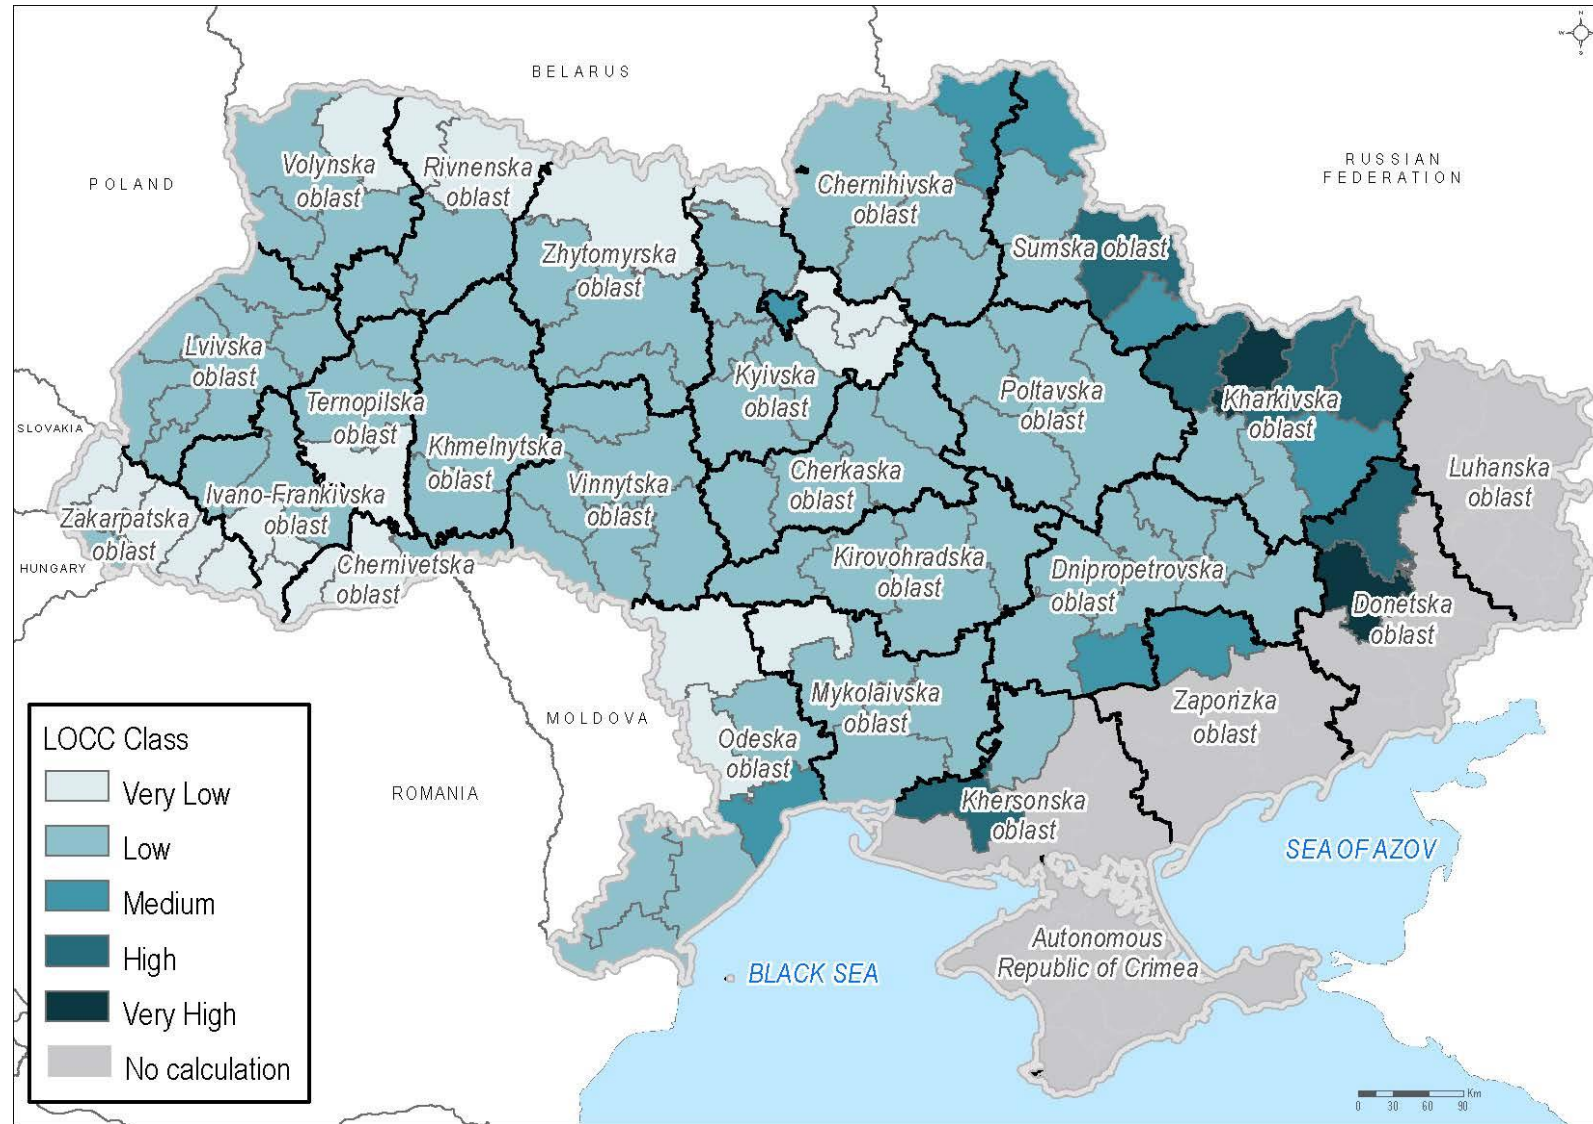 N
W
S
BELARUS
RUSSIAN
FEDERATION
POLAND
Volynska
oblast
Rivnenska
oblast
Chernihivska
oblast
Zhytomyrska
oblast
Sumska oblast
Lvivska
oblast
Ternopilska
oblast
Kyivska
oblast
Poltavska
oblast
Kharkivska
oblast
SLOVAKIA
Khmelnytska
oblast
Cherkaska
oblast
Luhanska
oblast
Vinnytska
oblast
Ivano-Frankivska
oblast
Zakarpatska
oblast
HUNGARY
Chernivetska
oblast
Kirovohradska
oblast
Dnipropetrovska
oblast
Donetska
oblast
Mykolaivska
oblast
Zaporizka
oblast
MOLDOVA
Odeska
oblast
ROMANIA
Khersonska
oblast
SEA OF AZOV
Autonomous
Republic of Crimea
BLACK SEA
LOCC Class
Very Low
Low
Medium
High
Very High
No calculation
Km
0 30 60 90